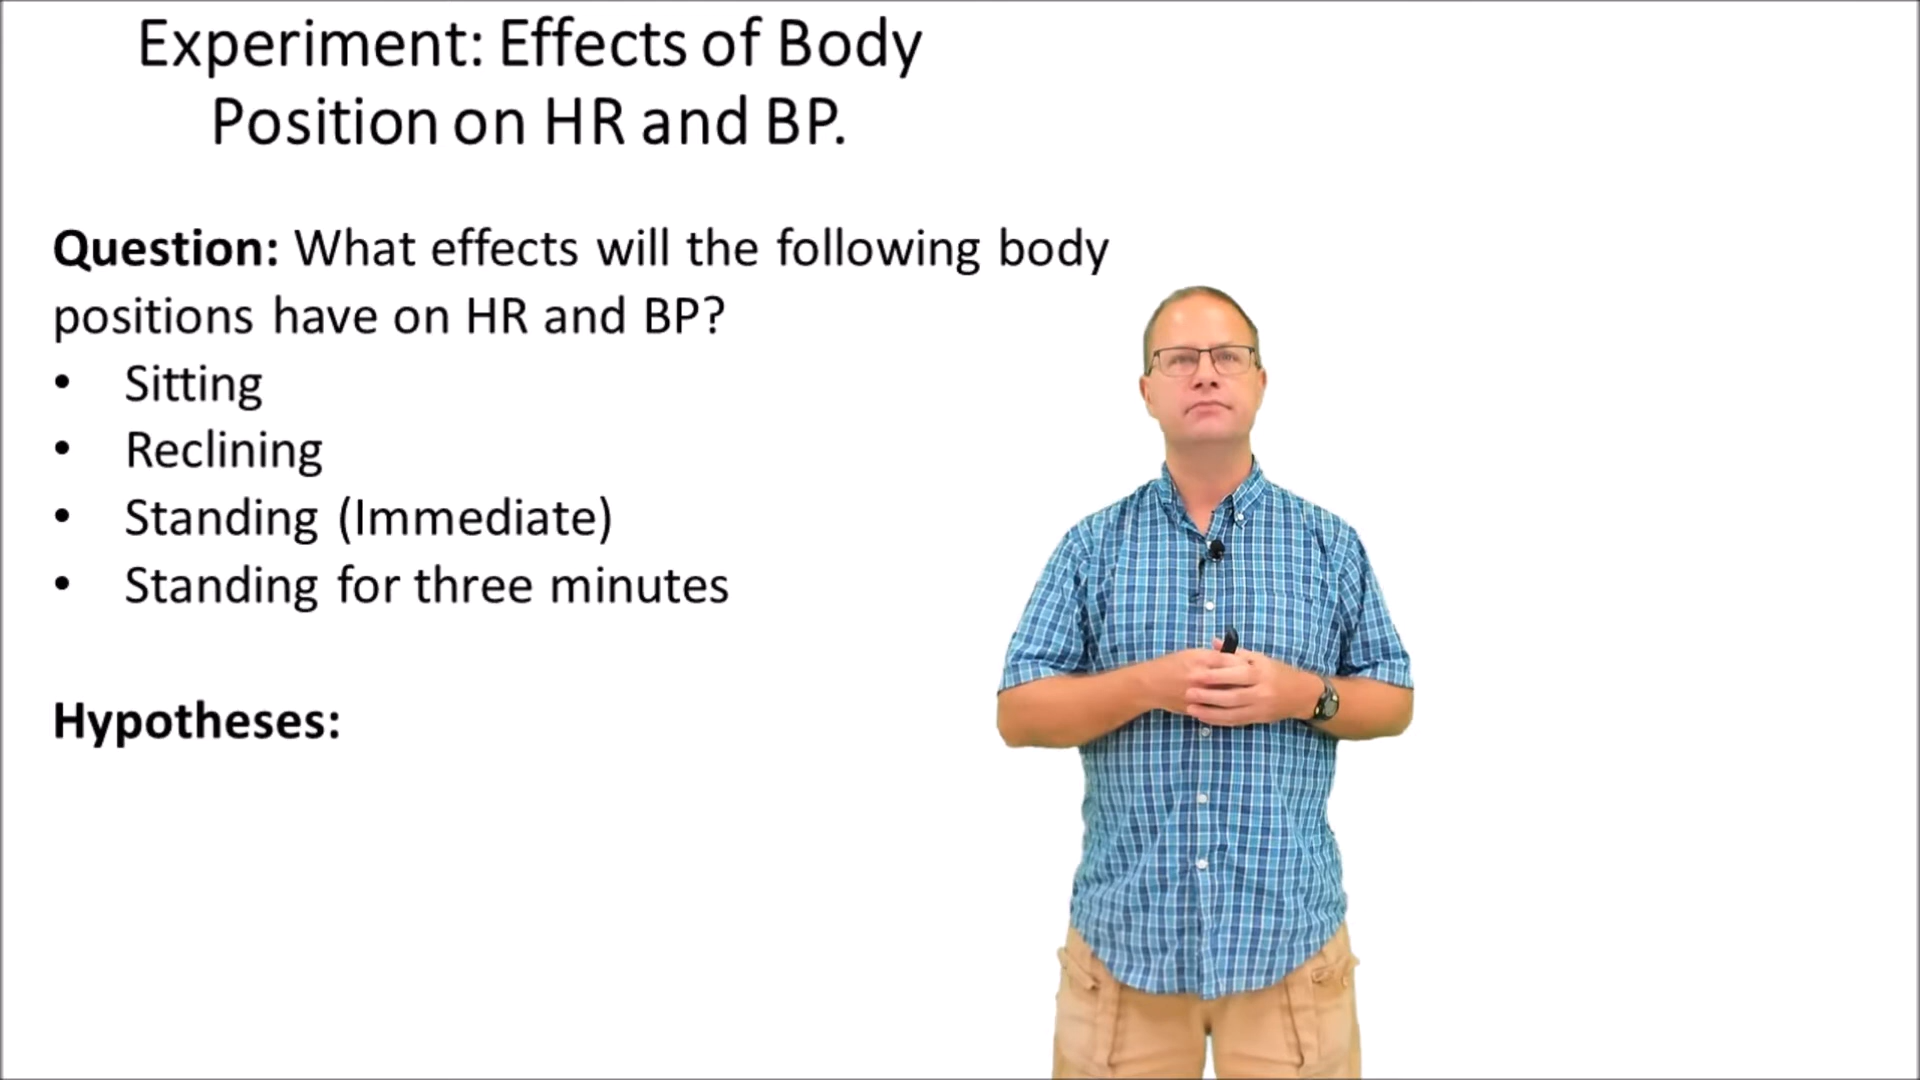 Experiment: Effects of Body
Position on HR and BP.
Question: What effects will the following body
positions have on HR and BP?
• Sitting
• Reclining
• Standing (Immediate)
• Standing for three minutes
Hypotheses: